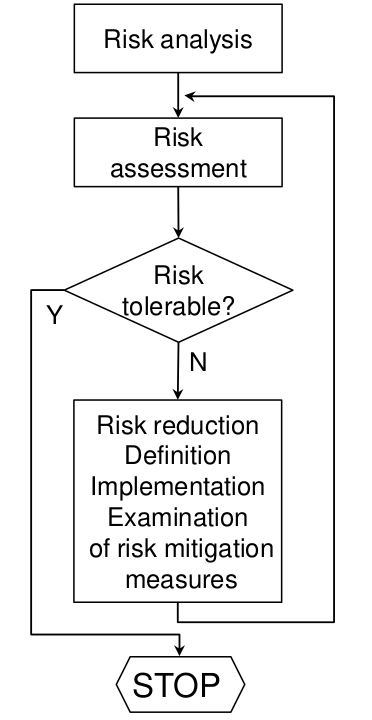 Risk analysis
Risk
assessment
Risk
tolerable?
Y
N
Risk reduction
Definition
Implementation
Examination
of risk mitigation
measures
STOP